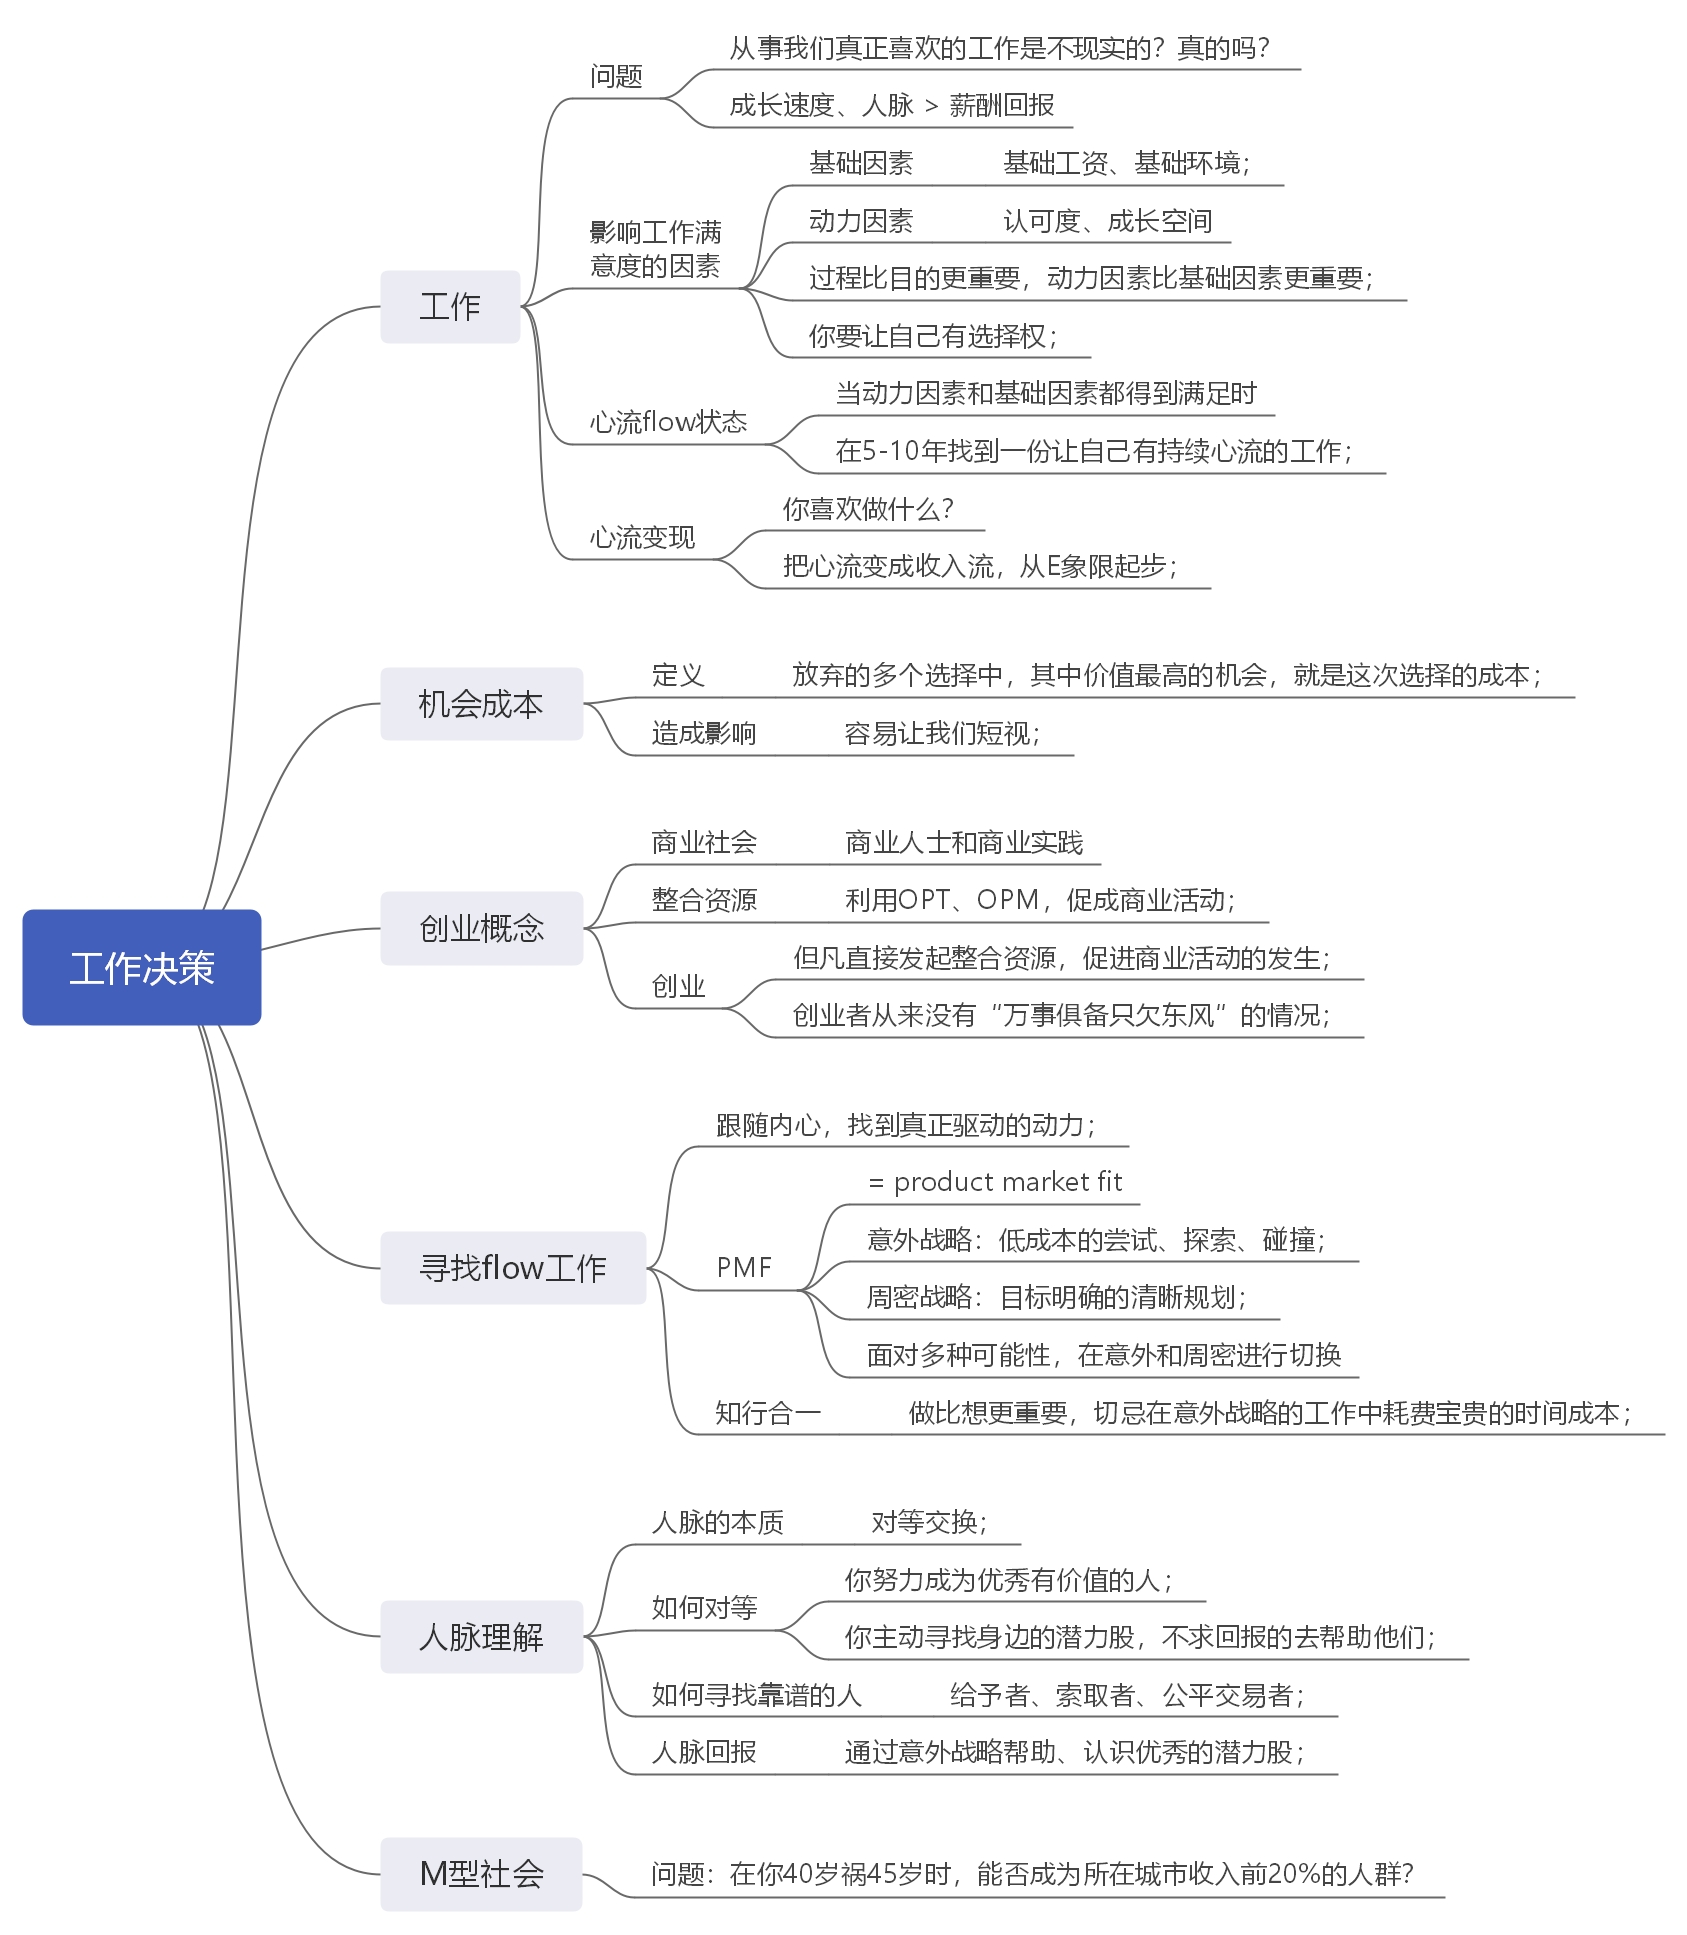 从事我们真正喜欢的工作是不现实的？真的吗？
问题
成长速度、人脉 > 薪酬回报
基础因素
基础工资、基础环境；
动力因素
认可度、成长空间
影响工作满
意度的因素
过程比目的更重要，动力因素比基础因素更重要；
工作
你要让自己有选择权；
当动力因素和基础因素都得到满足时
心流flow状态
在5-10年找到一份让自己有持续心流的工作；
你喜欢做什么？
心流变现
把心流变成收入流，从E象限起步；
机会成本
定义
放弃的多个选择中，其中价值最高的机会，就是这次选择的成本；
造成影响
容易让我们短视；
商业社会
商业人士和商业实践
整合资源
利用OPT、OPM，促成商业活动；
创业概念
创业
但凡直接发起整合资源，促进商业活动的发生；
创业者从来没有“万事俱备只欠东风”的情况；
工作决策
跟随内心，找到真正驱动的动力；
= product market fit
意外战略：低成本的尝试、探索、碰撞；
寻找flow工作
PMF
周密战略：目标明确的清晰规划；
面对多种可能性，在意外和周密进行切换
知行合一
做比想更重要，切忌在意外战略的工作中耗费宝贵的时间成本；
人脉的本质
对等交换；
你努力成为优秀有价值的人；
如何对等
你主动寻找身边的潜力股，不求回报的去帮助他们；
人脉理解
如何寻找靠谱的人
给予者、索取者、公平交易者；
人脉回报
通过意外战略帮助、认识优秀的潜力股；
M型社会
问题：在你40岁祸45岁时，能否成为所在城市收入前20%的人群？